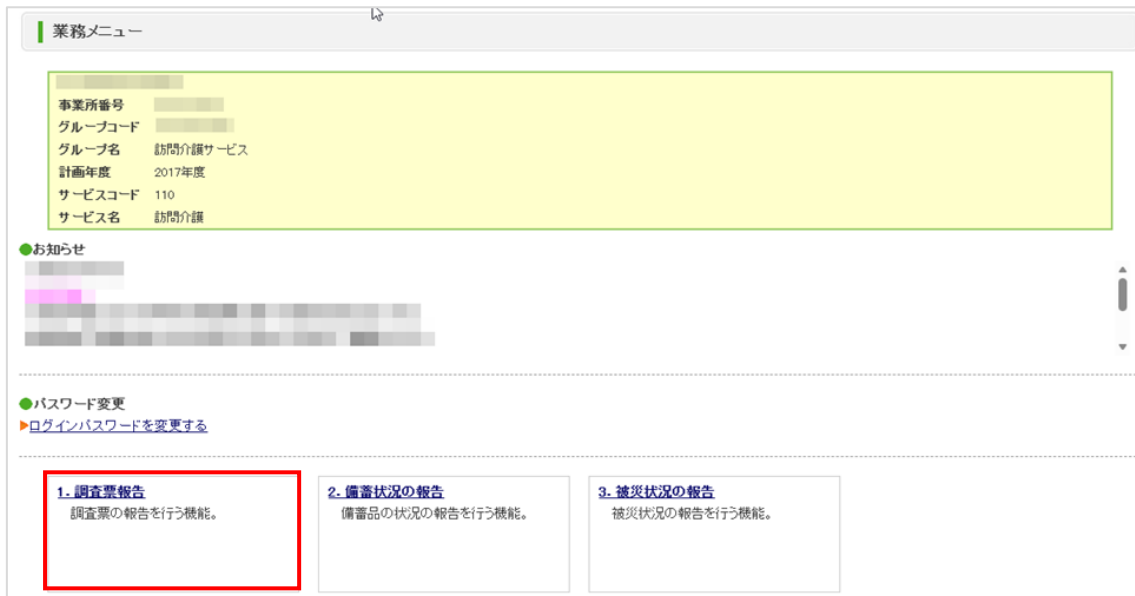 業務メニュー
事業所番号
グループコード
グループ名 訪問介護サービス
計画年度 2017年度
サービスコード 110
サービス名 訪問介護
●お知らせ
●パスワード変更
▶ログインパスワードを変更する
1. 調査票報告
調査票の報告を行う機能。
2. 備蓄状況の報告
備蓄品の状況の報告を行う機能。
3. 被災状況の報告
被災状況の報告を行う機能。